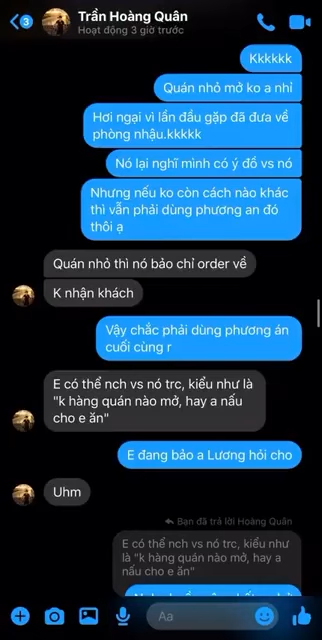 3
Trần Hoàng Quân
Hoạt động 3 giờ trước
Kkkkkk
Quán nhỏ mở ko a nhỉ
Hơi ngại vì lần đầu gặp đã đưa về
phòng nhậu.kkkkk
Nó lại nghĩ mình có ý đồ vs nó
Nhưng nếu ko còn cách nào khác
thì vẫn phải dùng phương an đó
thôi ạ
Quán nhỏ thì nó bảo chỉ order về
K nhận khách
Vậy chắc phải dùng phương án
cuối cùng r
E có thể nch vs nó trc, kiểu như là
"k hàng quán nào mở, hay a nấu
cho e ăn"
E đang bảo a Lương hỏi cho
Uhm
Bạn đã trả lời Hoàng Quân
E có thể nch vs nó trc, kiểu như là
"k hàng quán nào mở, hay a
nấu cho e ăn"
Aa